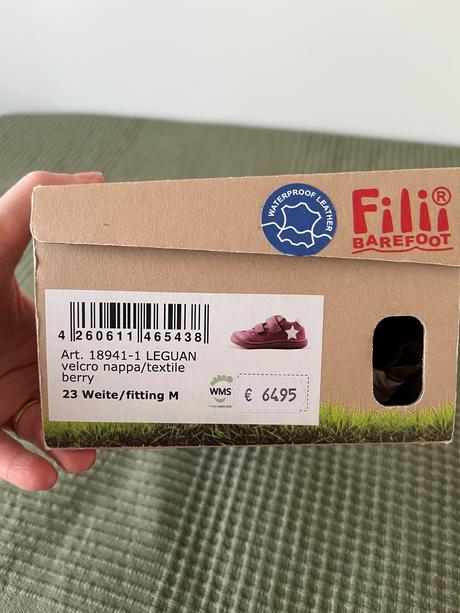 WATERPROOF LEATHER
Filii®
BAREFOOT
4 260611 465438
Art. 18941-1 LEGUAN
velcro nappa/textile
berry
23 Weite/fitting M
WMS
€ 64.95